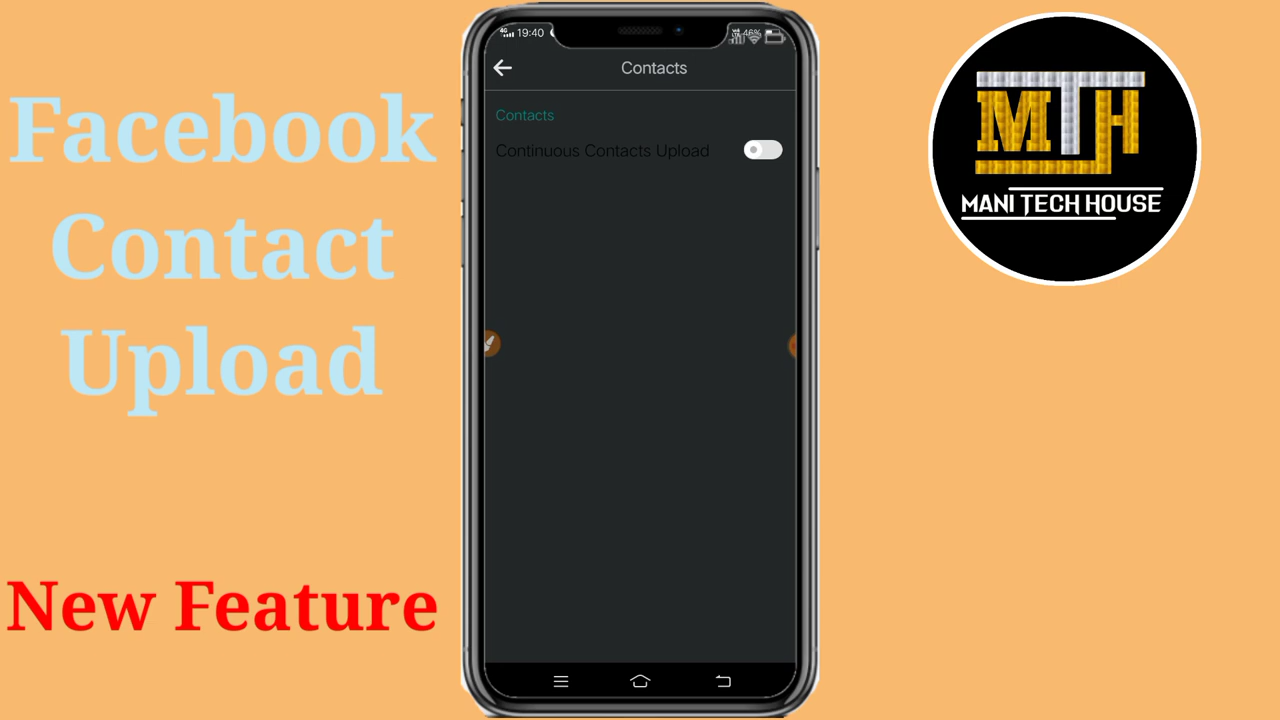 Facebook
Contact
Upload
New Feature
19:40
46%
Contacts
Contacts
Continuous Contacts Upload
MTH
MANI TECH HOUSE